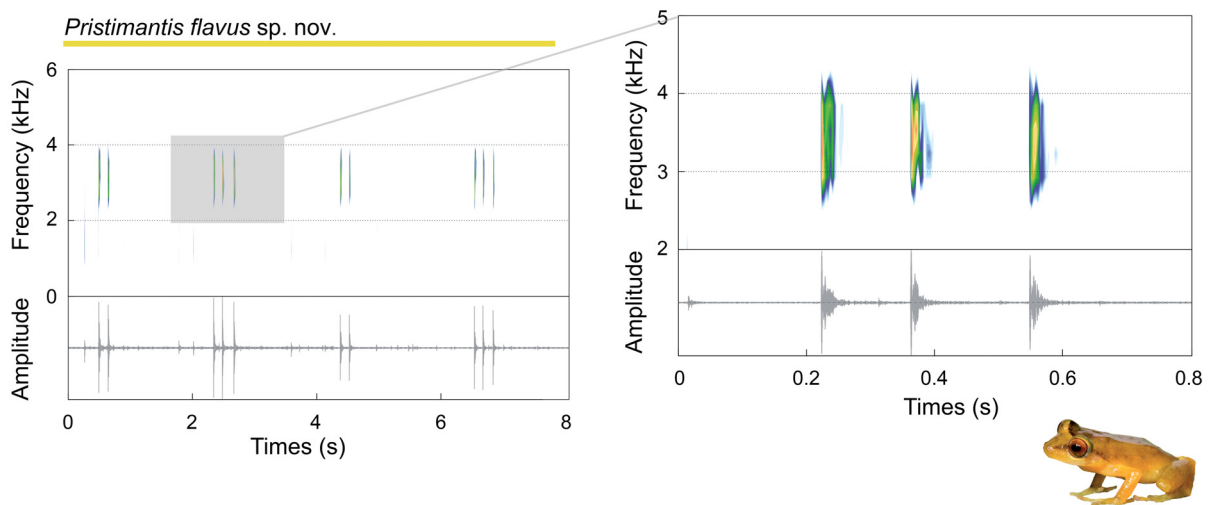 Pristimantis flavus sp. nov.
6
4
2
0
Frequency (kHz)
Amplitude
0 2 4 6 8
Times (s)
5
4
3
2
Frequency (kHz)
Amplitude
0 0.2 0.4 0.6 0.8
Times (s)